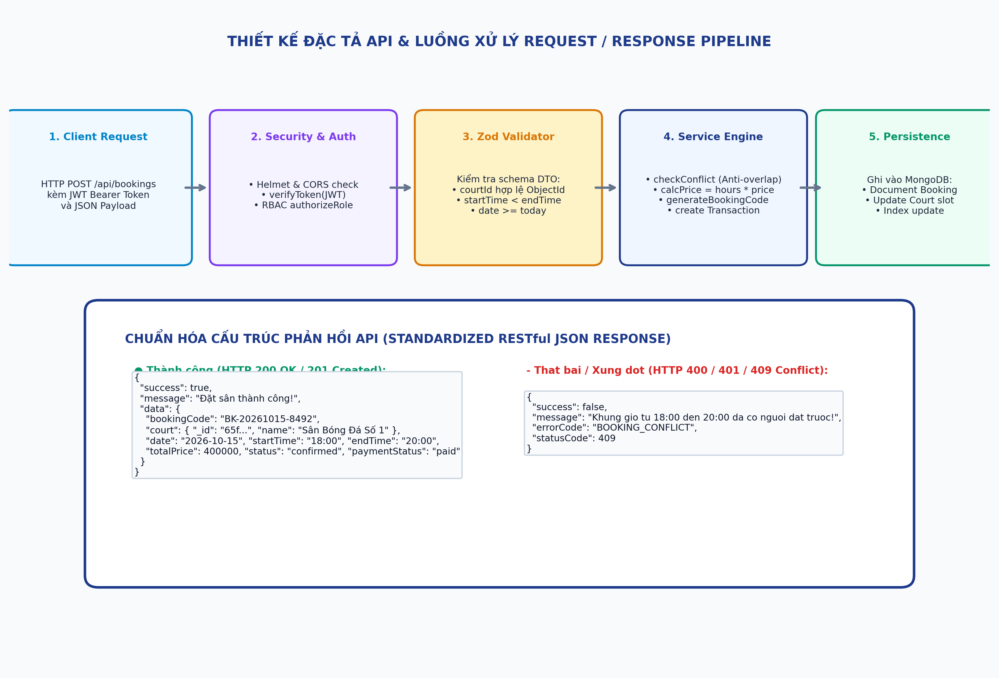 THIẾT KẾ ĐẶC TẢ API & LUỒNG XỬ LÝ REQUEST / RESPONSE PIPELINE
1. Client Request
HTTP POST /api/bookings
kèm JWT Bearer Token
và JSON Payload
2. Security & Auth
• Helmet & CORS check
• verifyToken(JWT)
• RBAC authorizeRole
3. Zod Validator
Kiểm tra schema DTO:
• courtId hợp lệ ObjectId
• startTime < endTime
• date >= today
4. Service Engine
• checkConflict (Anti-overlap)
• calcPrice = hours * price
• generateBookingCode
• create Transaction
5. Persistence
Ghi vào MongoDB:
• Document Booking
• Update Court slot
• Index update
CHUẨN HÓA CẤU TRÚC PHẢN HỒI API (STANDARDIZED RESTful JSON RESPONSE)
● Thành công (HTTP 200 OK / 201 Created):
{
  "success": true,
  "message": "Đặt sân thành công!",
  "data": {
    "bookingCode": "BK-20261015-8492",
    "court": { "_id": "65f...", "name": "Sân Bóng Đá Số 1" },
    "date": "2026-10-15", "startTime": "18:00", "endTime": "20:00",
    "totalPrice": 400000, "status": "confirmed", "paymentStatus": "paid"
  }
}
- That bai / Xung dot (HTTP 400 / 401 / 409 Conflict):
{
  "success": false,
  "message": "Khung gio tu 18:00 den 20:00 da co nguoi dat truoc!",
  "errorCode": "BOOKING_CONFLICT",
  "statusCode": 409
}